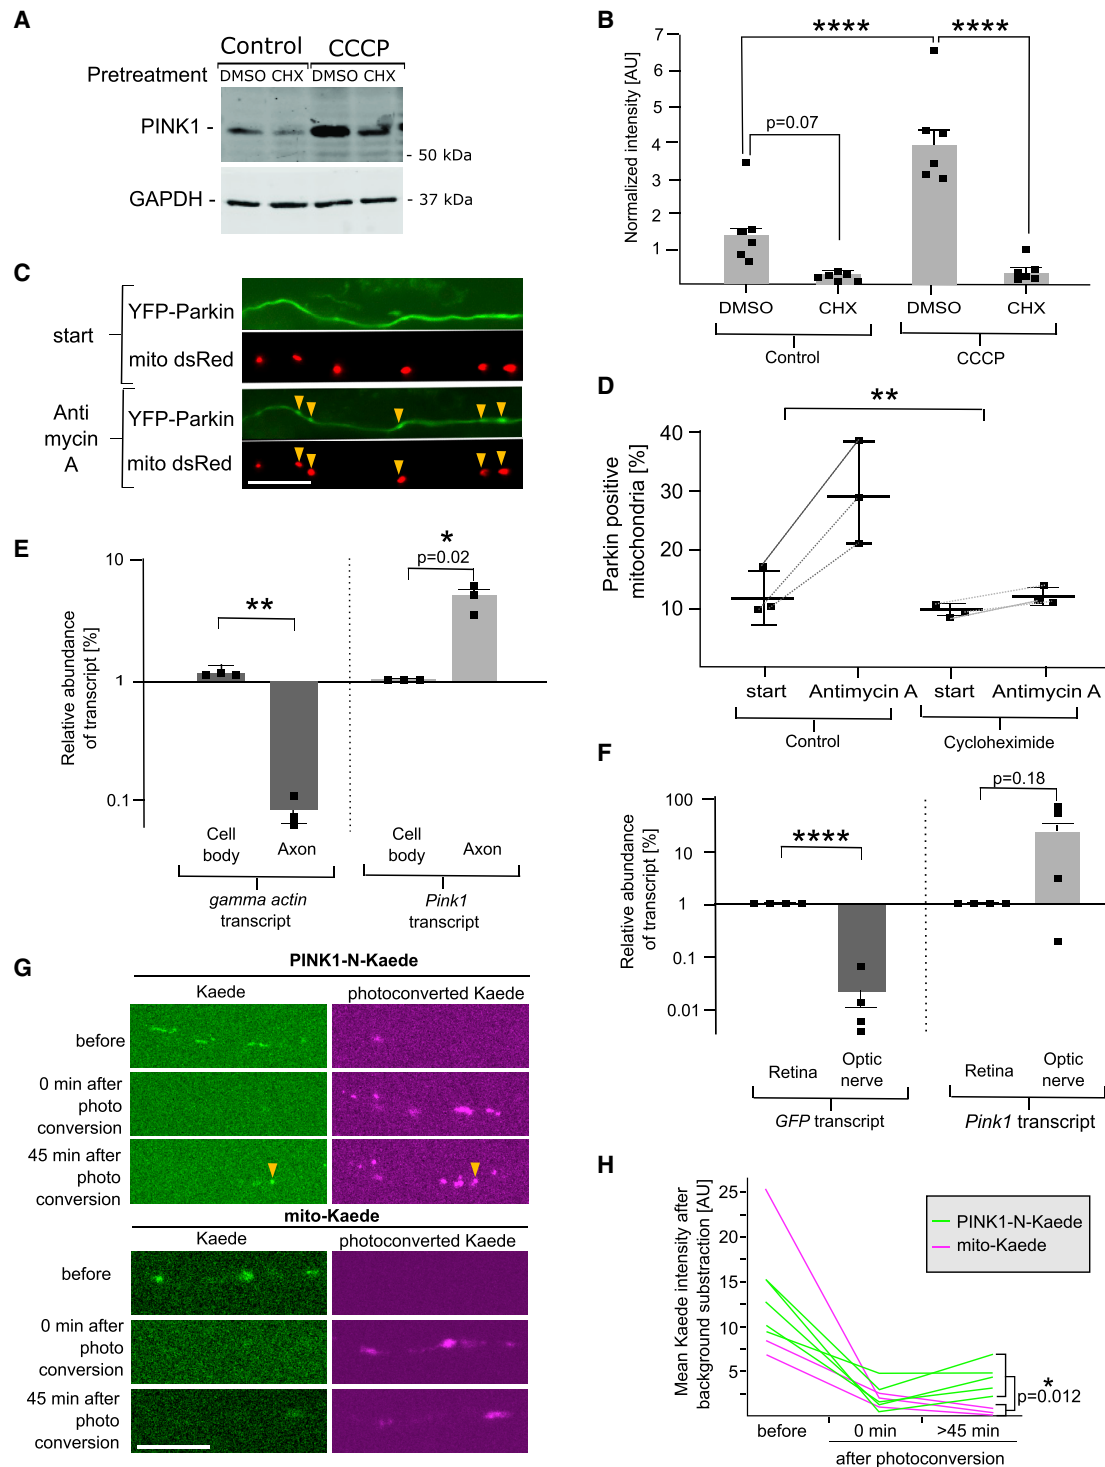 A
Control CCCP
Pretreatment DMSO CHX DMSO CHX
PINK1 -
- 50 kDa
GAPDH -
- 37 kDa
B
Normalized intensity [AU]
7
6
5
4
3
2
1
****
****
p=0.07
DMSO CHX DMSO CHX
Control CCCP
C
start
YFP-Parkin
mito dsRed
Anti
mycin
A
YFP-Parkin
mito dsRed
D
Parkin positive
mitochondria [%]
40
30
20
10
**
start Antimycin A start Antimycin A
Control Cycloheximide
E
Relative abundance
of transcript [%]
10
1
0.1
**
*
p=0.02
Cell
body
Axon
Cell
body
Axon
gamma actin
transcript
Pink1
transcript
F
Relative abundance
of transcript [%]
100
10
1
0.1
0.01
****
p=0.18
Retina
Optic
nerve
Retina
Optic
nerve
GFP transcript
Pink1 transcript
G
PINK1-N-Kaede
Kaede photoconverted Kaede
before
0 min after
photo
conversion
45 min after
photo
conversion
mito-Kaede
Kaede photoconverted Kaede
before
0 min after
photo
conversion
45 min after
photo
conversion
H
Mean Kaede intensity after
background substraction [AU]
25
20
15
10
5
PINK1-N-Kaede
mito-Kaede
*
p=0.012
before 0 min >45 min
after photoconversion